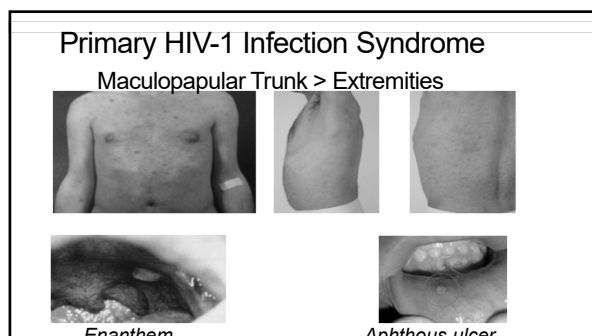 Primary HIV-1 Infection Syndrome
Maculopapular Trunk > Extremities
Enanthem
Aphthous ulcer